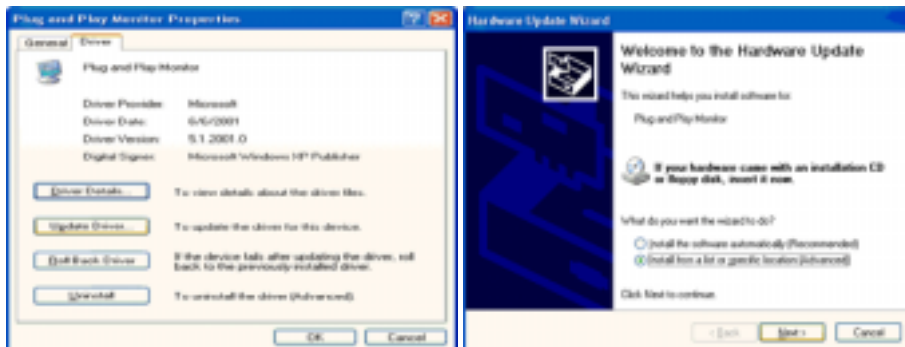 Plug and Play Monitor Properties
General Driver
Plug and Play Monitor
Driver Provider: Microsoft
Driver Date: 6/6/2001
Driver Version: 5.1.2001.0
Digital Signer: Microsoft Windows XP Publisher
Driver Details... To view details about the driver files.
Update Driver... To update the driver for this device.
Roll Back Driver If the device fails after updating the driver, roll
back to the previously installed driver.
Uninstall To uninstall the driver (Advanced).
OK Cancel
Hardware Update Wizard
Welcome to the Hardware Update
Wizard
This wizard helps you install software for:
Plug and Play Monitor
If your hardware came with an installation CD
or floppy disk, insert it now.
What do you want the wizard to do?
Install the software automatically (Recommended)
Install from a list or specific location (Advanced)
Click Next to continue.
< Back Next > Cancel